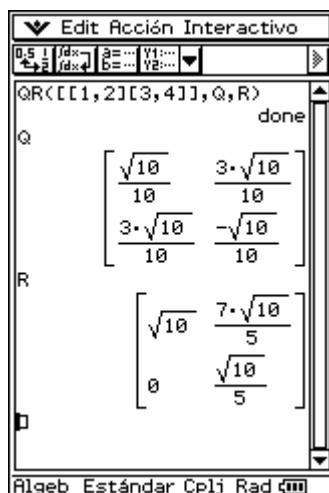 Edit Acción Interactivo
QR([[1,2][3,4]],Q,R)
done
Q
√10/10 3·√10/10
3·√10/10 -√10/10
R
√10 7·√10/5
0 √10/5
Algeb Estándar Cpli Rad